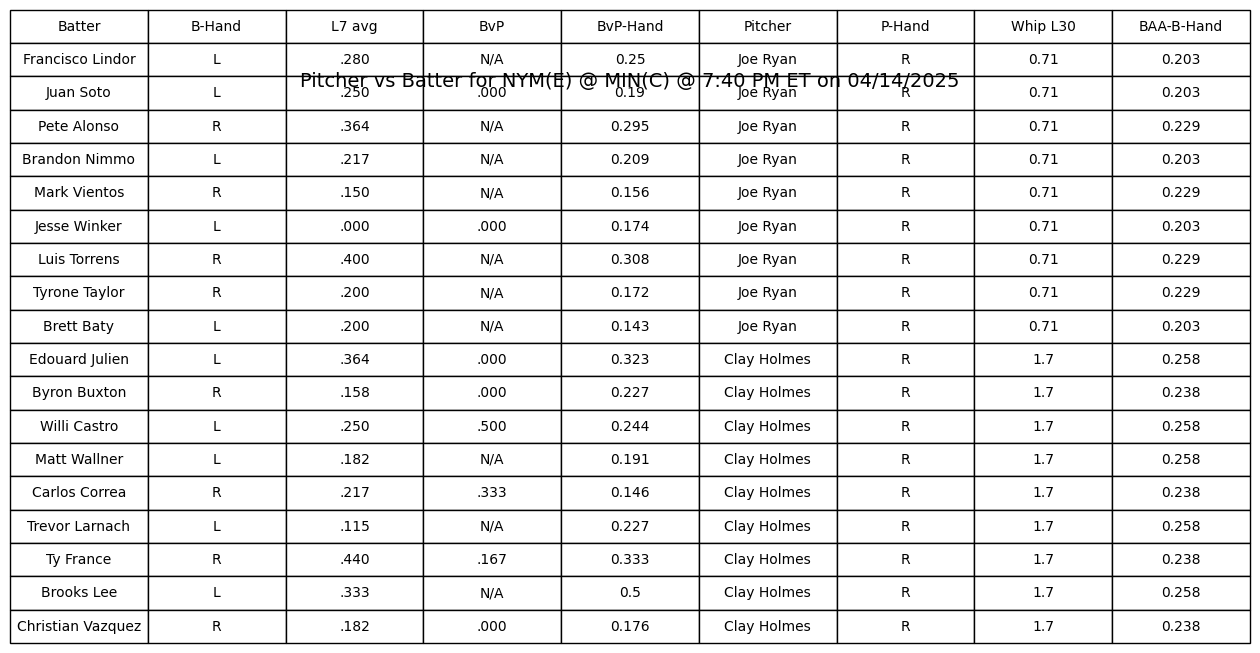 Batter B-Hand L7 avg BvP BvP-Hand Pitcher P-Hand Whip L30 BAA-B-Hand
Francisco Lindor L .280 N/A 0.25 Joe Ryan R 0.71 0.203
Pitcher vs Batter for NYM(E) @ MIN(C) @ 7:40 PM ET on 04/14/2025
Juan Soto L .250 .000 0.19 Joe Ryan R 0.71 0.203
Pete Alonso R .364 N/A 0.295 Joe Ryan R 0.71 0.229
Brandon Nimmo L .217 N/A 0.209 Joe Ryan R 0.71 0.203
Mark Vientos R .150 N/A 0.156 Joe Ryan R 0.71 0.229
Jesse Winker L .000 .000 0.174 Joe Ryan R 0.71 0.203
Luis Torrens R .400 N/A 0.308 Joe Ryan R 0.71 0.229
Tyrone Taylor R .200 N/A 0.172 Joe Ryan R 0.71 0.229
Brett Baty L .200 N/A 0.143 Joe Ryan R 0.71 0.203
Edouard Julien L .364 .000 0.323 Clay Holmes R 1.7 0.258
Byron Buxton R .158 .000 0.227 Clay Holmes R 1.7 0.238
Willi Castro L .250 .500 0.244 Clay Holmes R 1.7 0.258
Matt Wallner L .182 N/A 0.191 Clay Holmes R 1.7 0.258
Carlos Correa R .217 .333 0.146 Clay Holmes R 1.7 0.238
Trevor Larnach L .115 N/A 0.227 Clay Holmes R 1.7 0.258
Ty France R .440 .167 0.333 Clay Holmes R 1.7 0.238
Brooks Lee L .333 N/A 0.5 Clay Holmes R 1.7 0.258
Christian Vazquez R .182 .000 0.176 Clay Holmes R 1.7 0.238